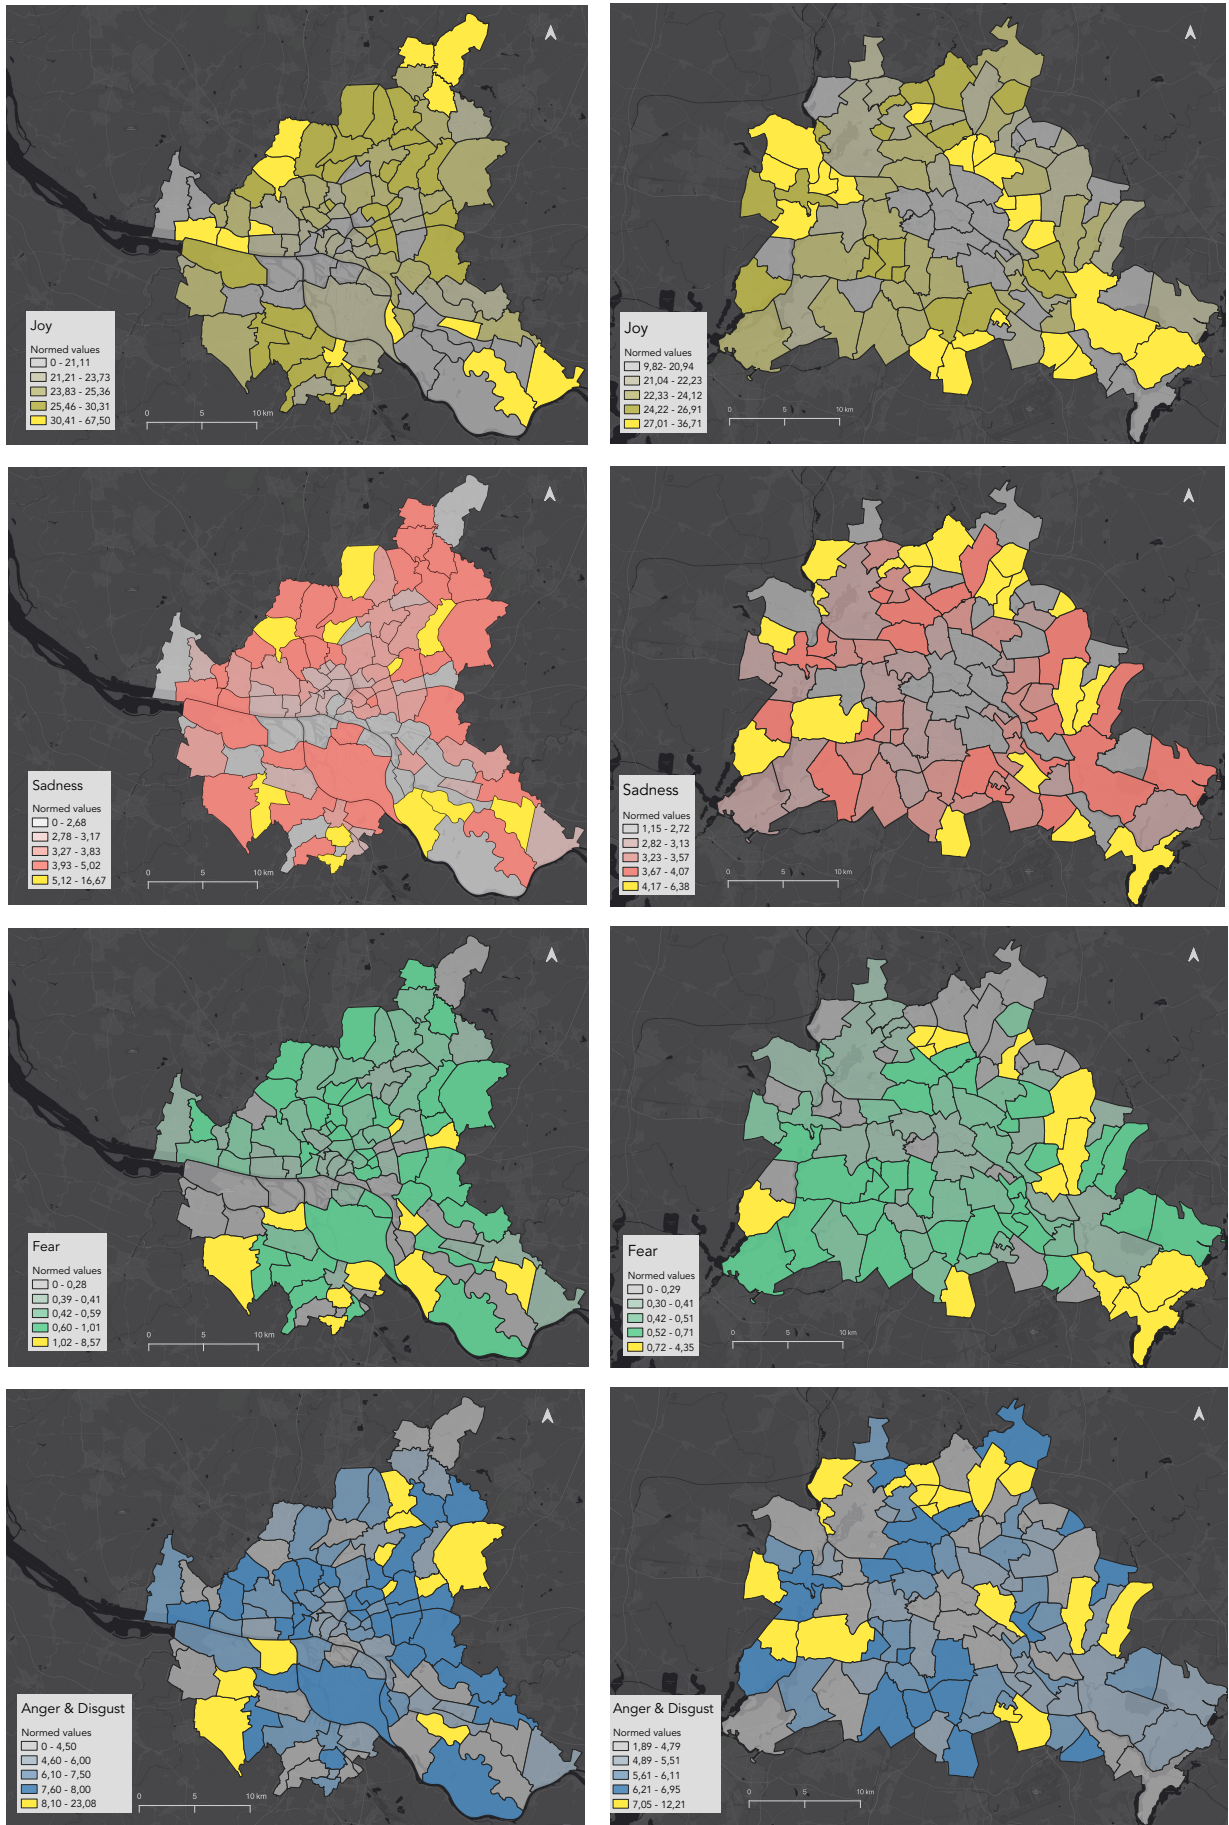 Joy
Normed values
0 - 21,11
21,21 - 23,73
23,83 - 25,36
25,46 - 30,31
30,41 - 67,50
0 5 10 km
Joy
Normed values
9,82- 20,94
21,04 - 22,23
22,33 - 24,12
24,22 - 26,91
27,01 - 36,71
0 5 10 km
Sadness
Normed values
0 - 2,68
2,78 - 3,17
3,27 - 3,83
3,93 - 5,02
5,12 - 16,67
0 5 10 km
Sadness
Normed values
1,15 - 2,72
2,82 - 3,13
3,23 - 3,57
3,67 - 4,07
4,17 - 6,38
0 5 10 km
Fear
Normed values
0 - 0,28
0,39 - 0,41
0,42 - 0,59
0,60 - 1,01
1,02 - 8,57
0 5 10 km
Fear
Normed values
0 - 0,29
0,30 - 0,41
0,42 - 0,51
0,52 - 0,71
0,72 - 4,35
0 5 10 km
Anger & Disgust
Normed values
0 - 4,50
4,60 - 6,00
6,10 - 7,50
7,60 - 8,00
8,10 - 23,08
0 5 10 km
Anger & Disgust
Normed values
1,89 - 4,79
4,89 - 5,51
5,61 - 6,11
6,21 - 6,95
7,05 - 12,21
0 5 10 km